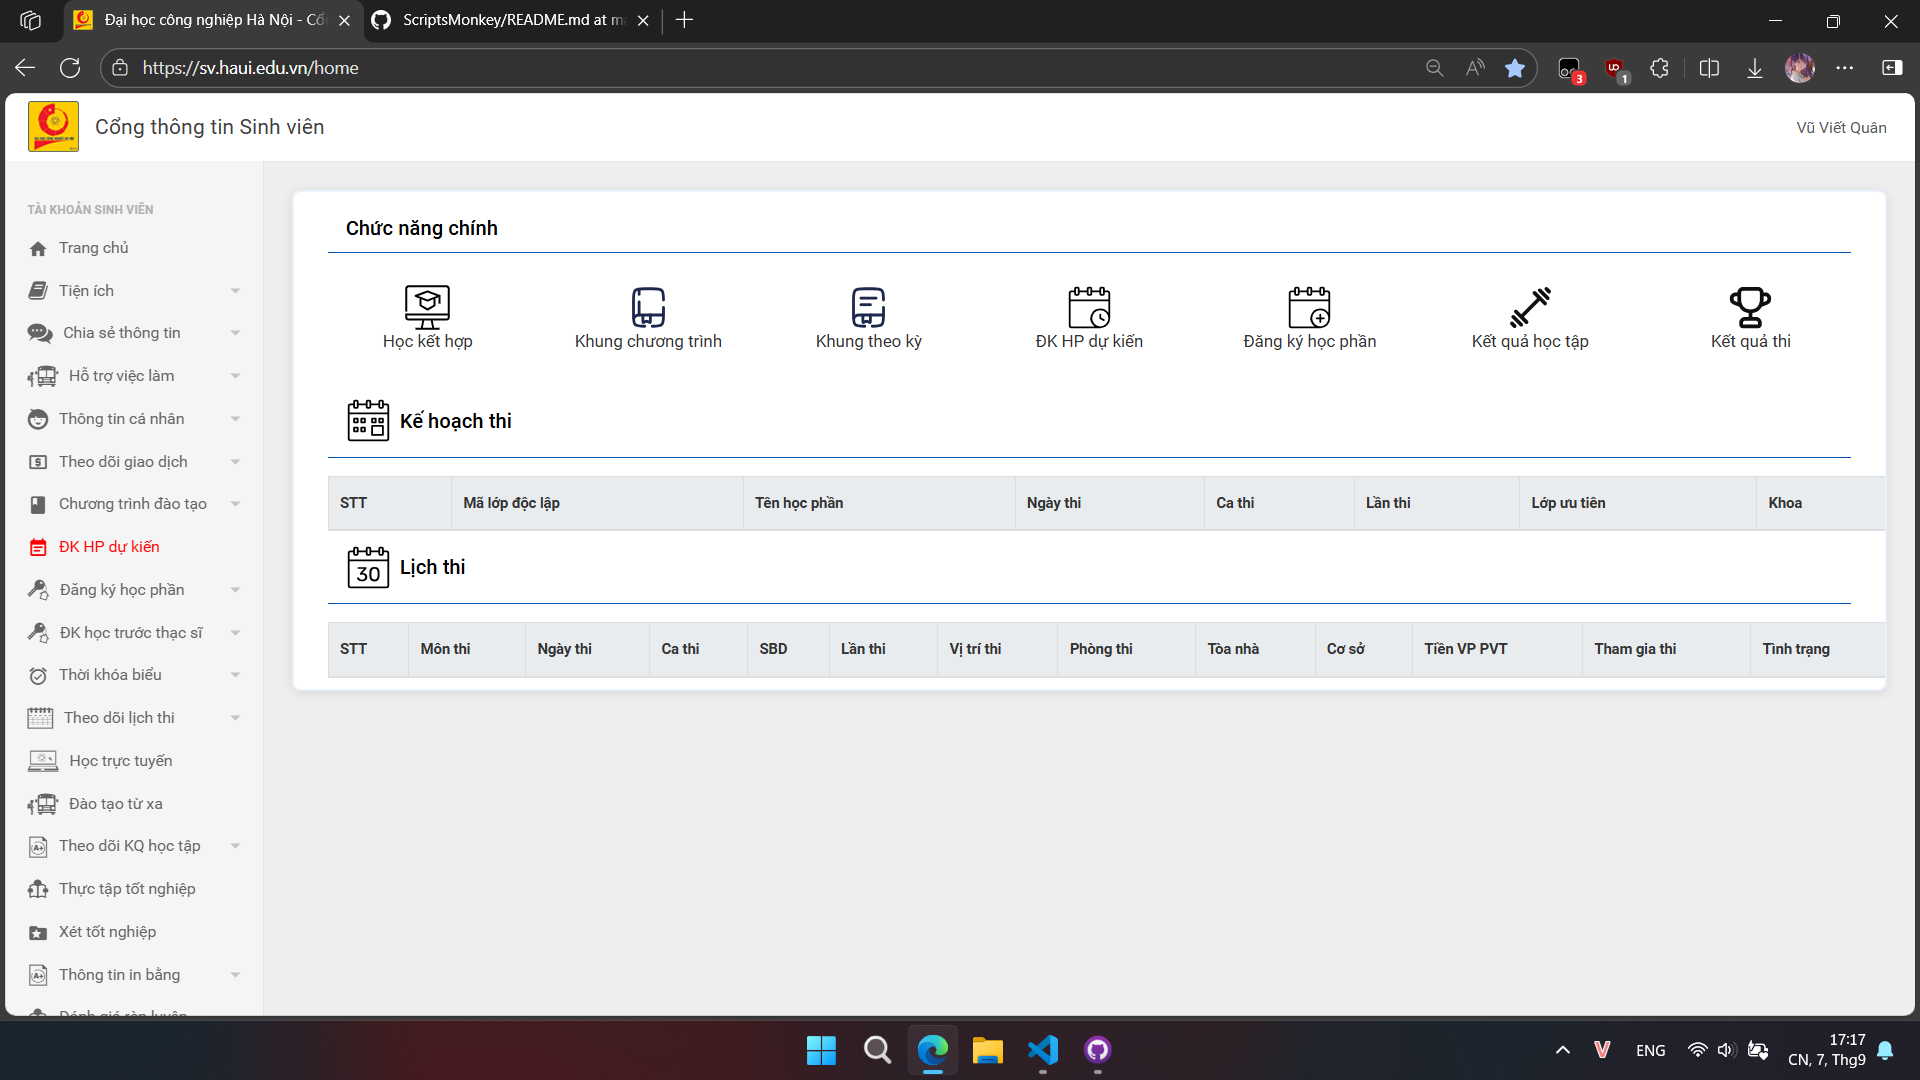 Đại học công nghiệp Hà Nội - Cổ
ScriptsMonkey/README.md at m
https://sv.haui.edu.vn/home
3
1
Cổng thông tin Sinh viên
Vũ Viết Quân
TÀI KHOẢN SINH VIÊN
Trang chủ
Tiện ích
Chia sẻ thông tin
Hỗ trợ việc làm
Thông tin cá nhân
Theo dõi giao dịch
Chương trình đào tạo
ĐK HP dự kiến
Đăng ký học phần
ĐK học trước thạc sĩ
Thời khóa biểu
Theo dõi lịch thi
Học trực tuyến
Đào tạo từ xa
Theo dõi KQ học tập
Thực tập tốt nghiệp
Xét tốt nghiệp
Thông tin in bằng
Đánh giá rèn luyện
Chức năng chính
Học kết hợp
Khung chương trình
Khung theo kỳ
ĐK HP dự kiến
Đăng ký học phần
Kết quả học tập
Kết quả thi
Kế hoạch thi
STT Mã lớp độc lập Tên học phần Ngày thi Ca thi Lần thi Lớp ưu tiên Khoa
30 Lịch thi
STT Môn thi Ngày thi Ca thi SBD Lần thi Vị trí thi Phòng thi Tòa nhà Cơ sở Tiền VP PVT Tham gia thi Tình trạng
V
ENG
17:17
CN, 7, Thg9